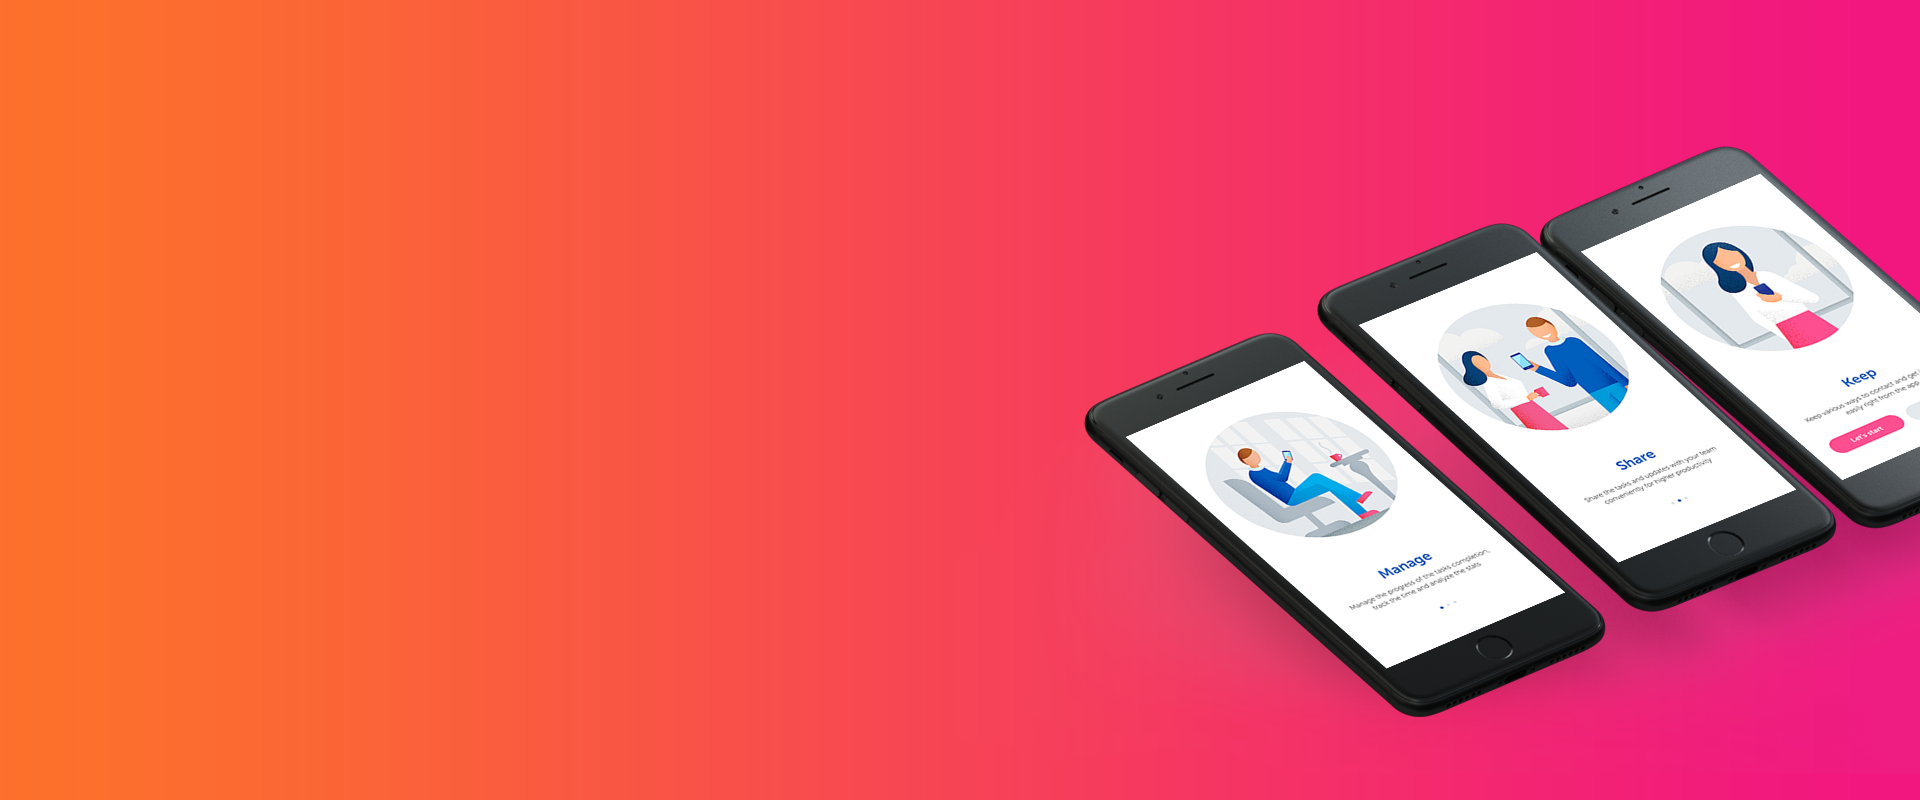 Manage
Manage the progress of the tasks completion,
track the time and analyze the stats
Share
Share the tasks and updates with your team
conveniently for higher productivity
Keep
Keep various ways to contact and get
easily right from the app
Let's start